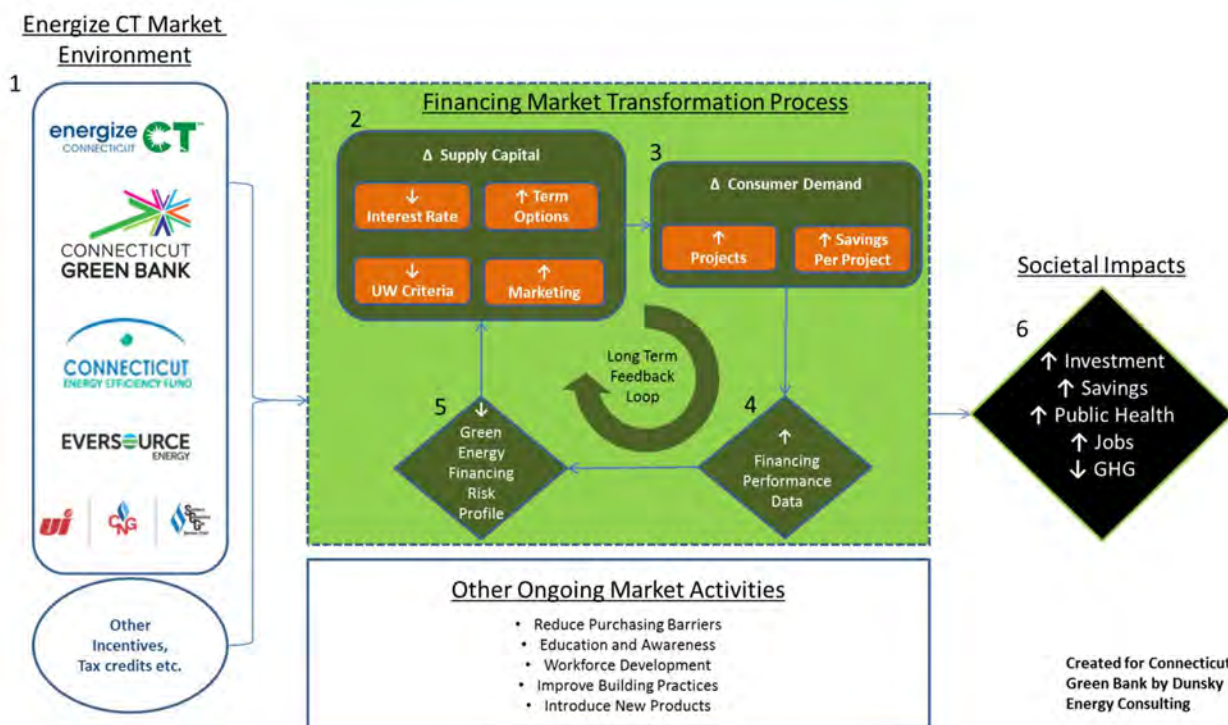 Energize CT Market
Environment
1
energize
CONNECTICUT
CT™
CONNECTICUT
GREEN BANK
CONNECTICUT
ENERGY EFFICIENCY FUND
EVERSOURCE
ENERGY
UI
CNG
Other
Incentives,
Tax credits etc.
Financing Market Transformation Process
2
Δ Supply Capital
↓
Interest Rate
↑ Term
Options
↓
UW Criteria
↑
Marketing
3
Δ Consumer Demand
↑
Projects
↑ Savings
Per Project
Long Term
Feedback
Loop
4
↑
Financing
Performance
Data
5
↓
Green
Energy
Financing
Risk
Profile
Other Ongoing Market Activities
• Reduce Purchasing Barriers
• Education and Awareness
• Workforce Development
• Improve Building Practices
• Introduce New Products
Societal Impacts
6
↑ Investment
↑ Savings
↑ Public Health
↑ Jobs
↓ GHG
Created for Connecticut
Green Bank by Dunsky
Energy Consulting